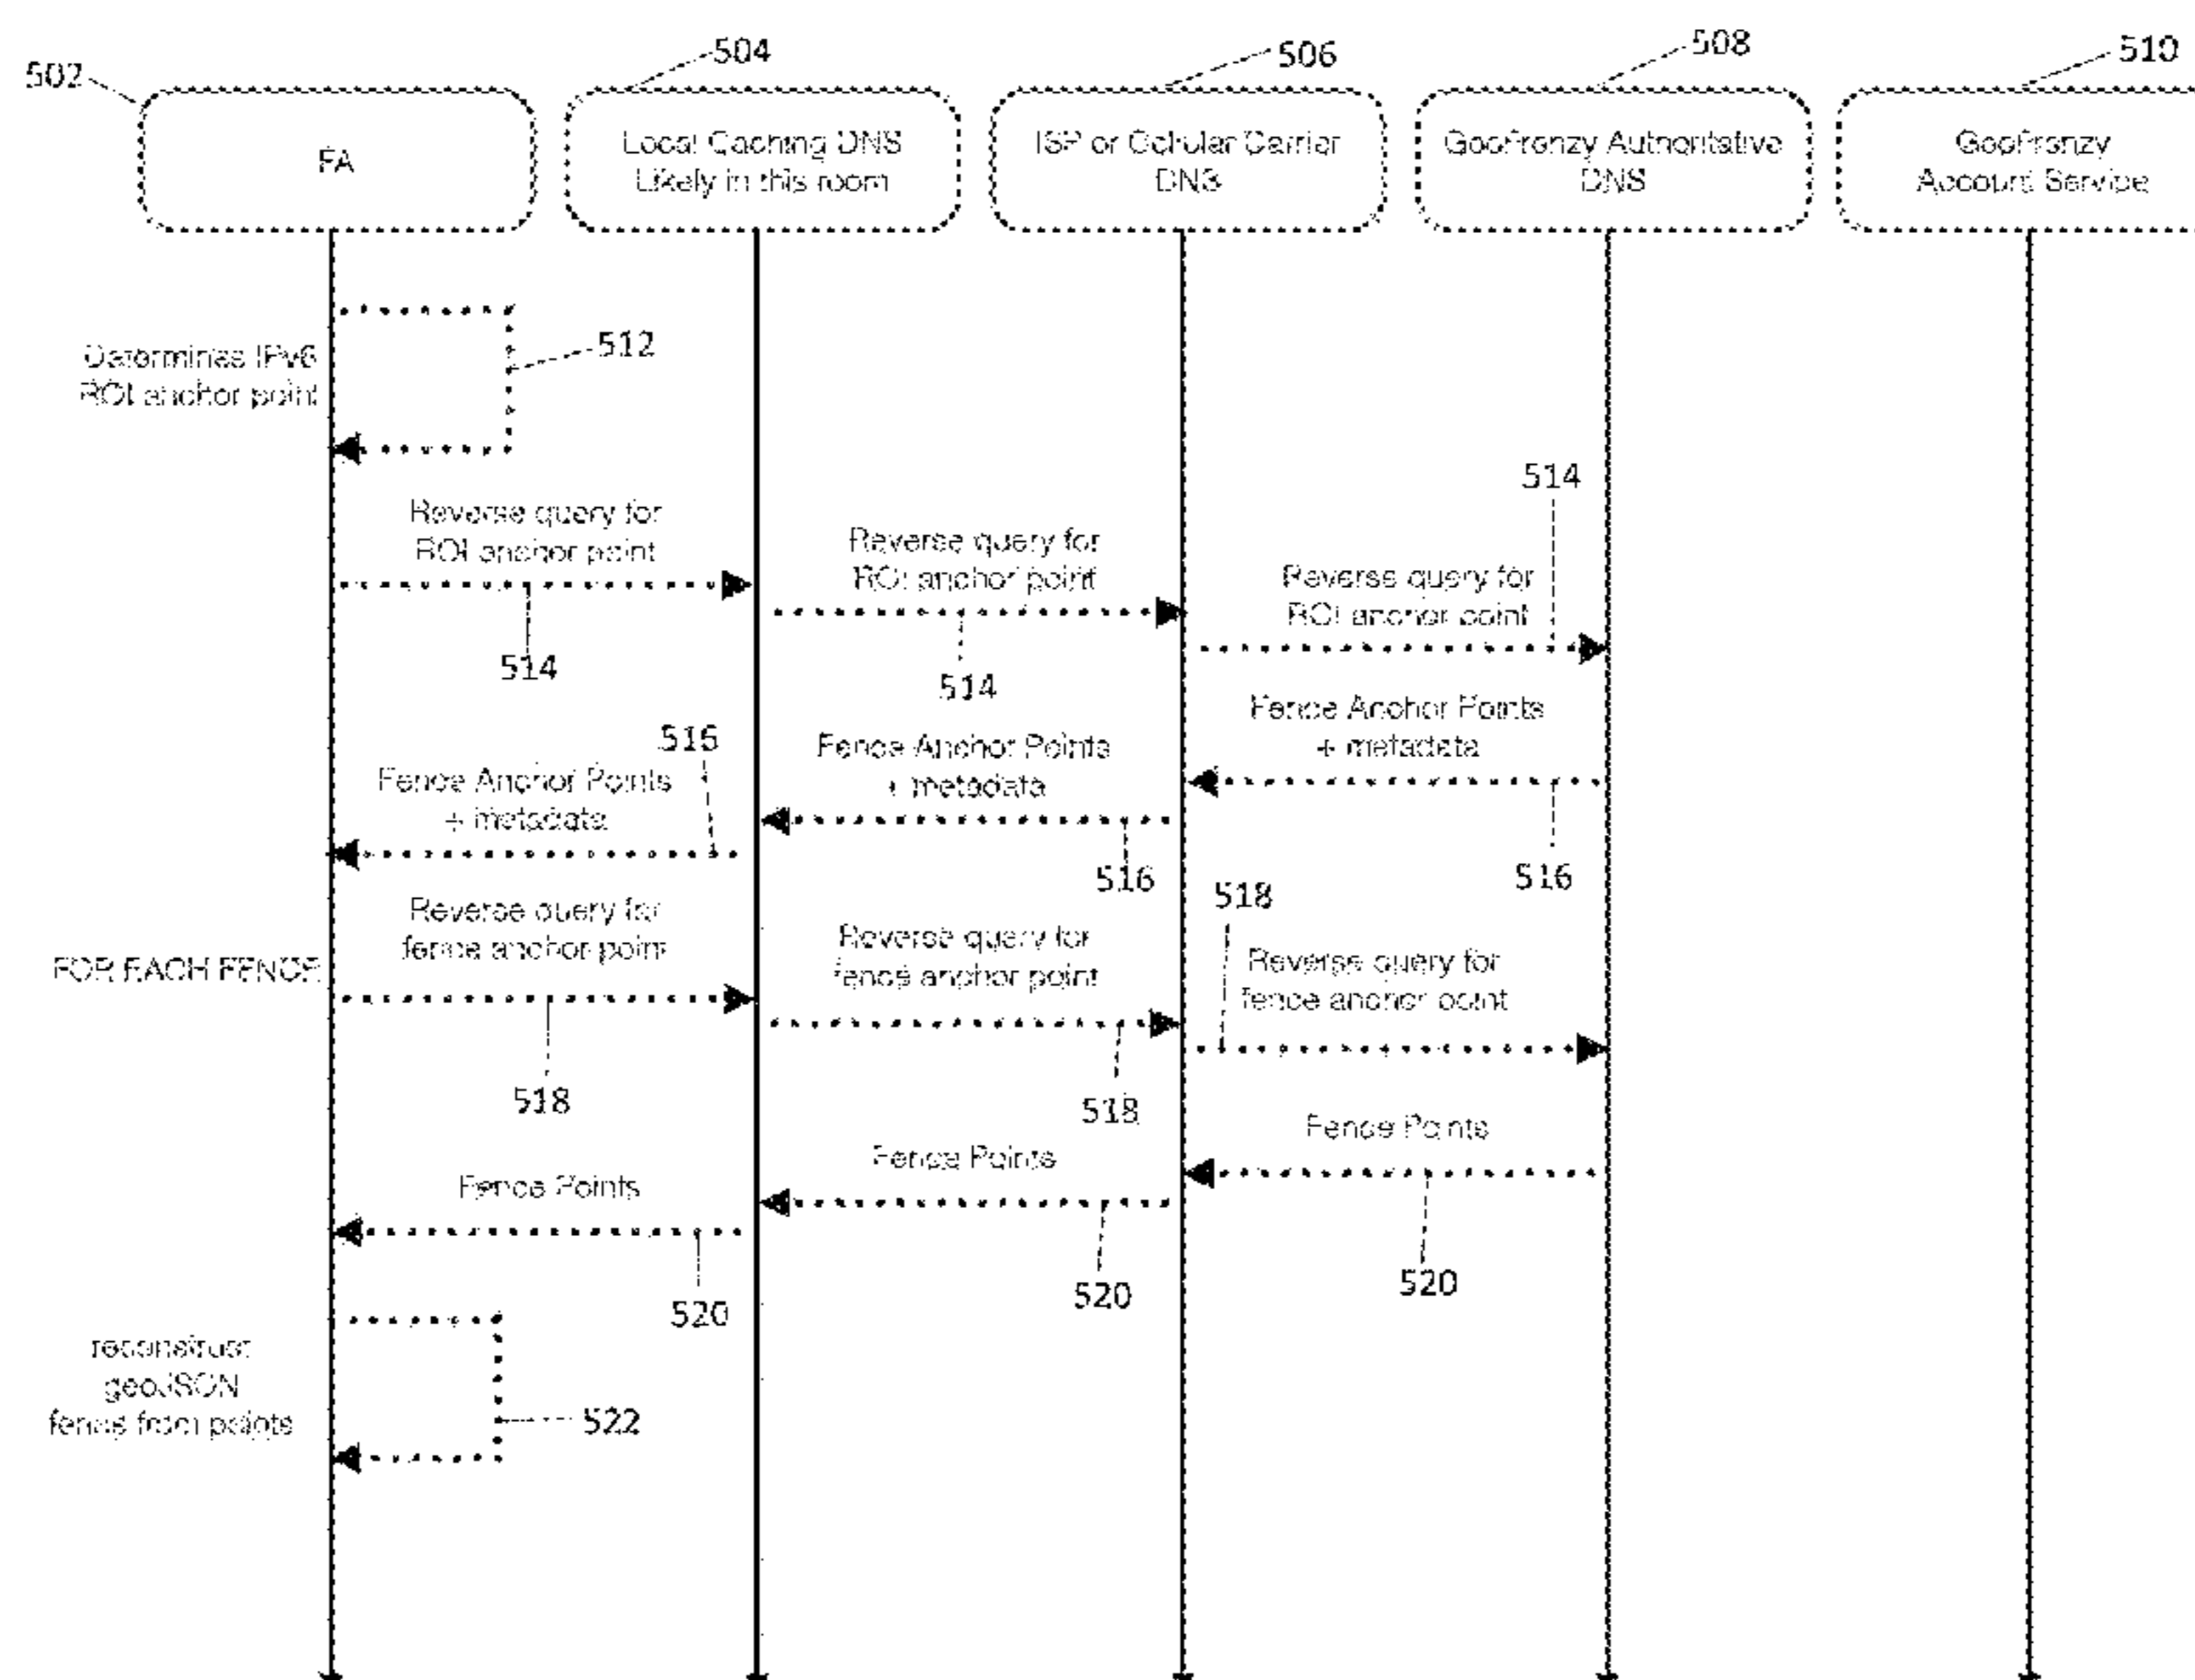 502
504
506
508
510
FA
Local Caching DNS
Likely in this room
ISP or Cellular Carrier
DNS
GeoFrenzy Authoritative
DNS
GeoFrenzy
Account Service
512
Determines IPv6
ROI anchor point
514
Reverse query for
ROI anchor point
Reverse query for
ROI anchor point
Reverse query for
ROI anchor point
514
514
Fence Anchor Points
+ metadata
516
Fence Anchor Points
+ metadata
Fence Anchor Points
+ metadata
516
516
518
Reverse query for
fence anchor point
Reverse query for
fence anchor point
Reverse query for
fence anchor point
FOR EACH FENCE
518
518
Fence Points
Fence Points
Fence Points
520
520
520
reconstruct
geoJSON
fence from points
522